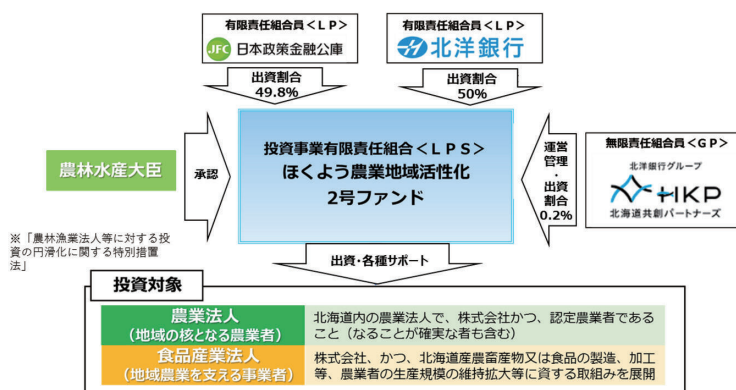 有限責任組合員＜ＬＰ＞
JFC 日本政策金融公庫
有限責任組合員＜ＬＰ＞
北洋銀行
出資割合
49.8%
出資割合
50%
農林水産大臣
承認
投資事業有限責任組合＜ＬＰＳ＞
ほくよう農業地域活性化
2号ファンド
運営
管理
・
出資
割合
0.2%
無限責任組合員＜ＧＰ＞
北洋銀行グループ
HKP
北海道共創パートナーズ
※「農林漁業法人等に対する投
資の円滑化に関する特別措置
法」
出資・各種サポート
投資対象
農業法人
（地域の核となる農業者）
北海道内の農業法人で、株式会社かつ、認定農業者であ
ること（なることが確実な者も含む）
食品産業法人
（地域農業を支える事業者）
株式会社、かつ、北海道産農畜産物又は食品の製造、加工
等、農業者の生産規模の維持拡大等に資する取組みを展開